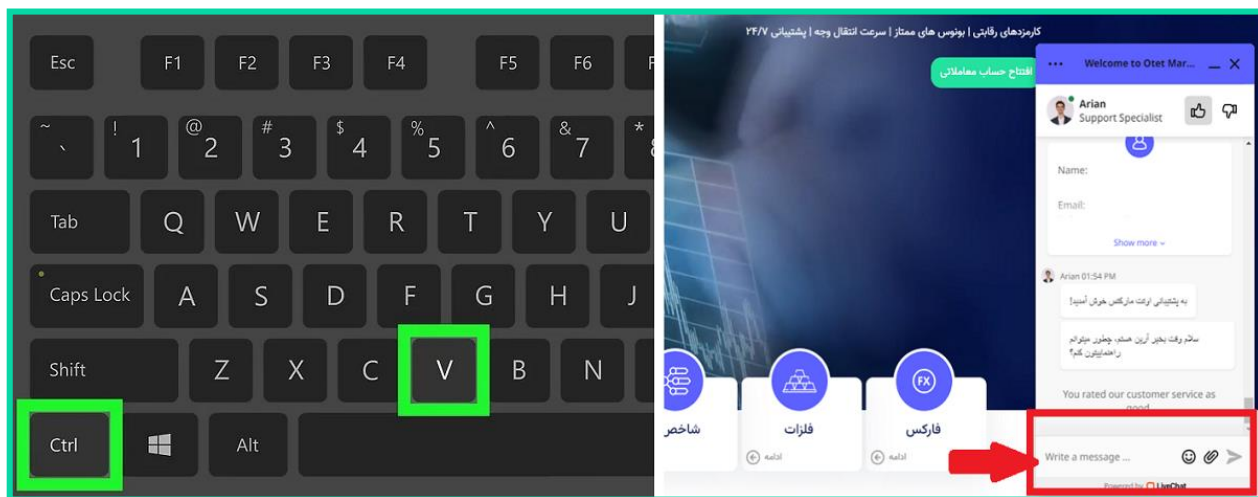 Esc F1 F2 F3 F4 F5 F6
~ ` ! 1 @ 2 # 3 $ 4 % 5 ^ 6 & 7 *
Tab Q W E R T Y U
Caps Lock A S D F G H J
Shift Z X C V B N
Ctrl Alt
کارمزدهای رقابتی | بونوس های ممتاز | سرعت انتقال وجه | پشتیبانی ۲۴/۷
افتتاح حساب معاملاتی
شاخص
فلزات
فارکس
ادامه
ادامه
Welcome to Otet Mar...
Arian
Support Specialist
Name:
Email:
Show more
Arian 01:54 PM
به پشتیبانی اوتت مارکتس خوش آمدید!
سلام وقت بخیر آرین هستم، چطور میتوانم
راهنماییتون کنم؟
You rated our customer service as
good
Write a message ...
Powered by LiveChat